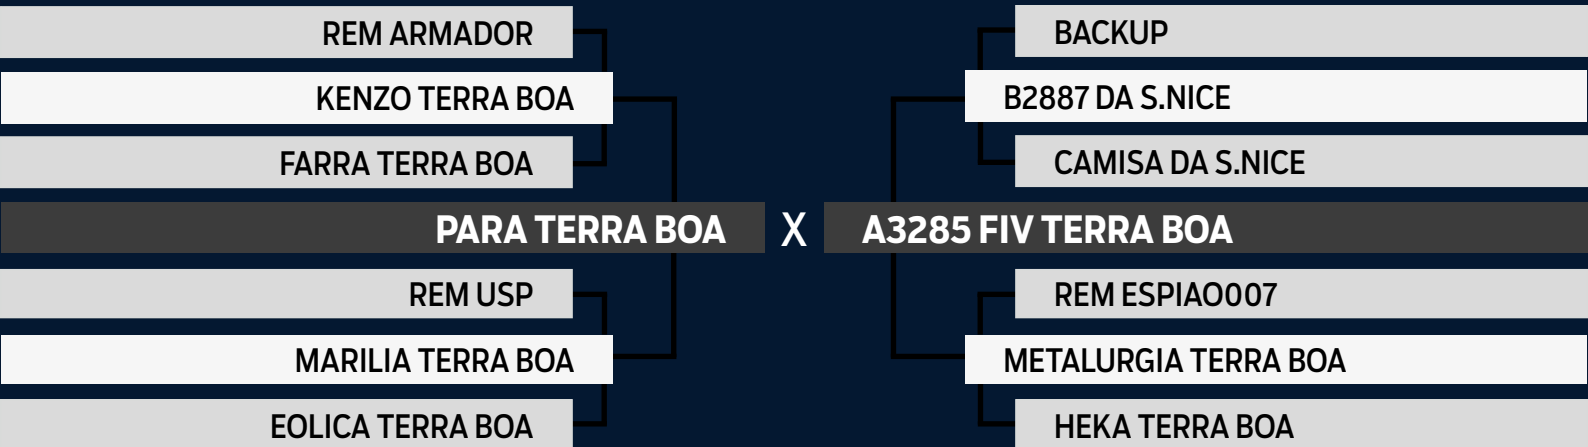 REM ARMADOR
KENZO TERRA BOA
FARRA TERRA BOA
PARA TERRA BOA X A3285 FIV TERRA BOA
REM USP
MARILIA TERRA BOA
EOLICA TERRA BOA
BACKUP
B2887 DA S.NICE
CAMISA DA S.NICE
REM ESPIAO007
METALURGIA TERRA BOA
HEKA TERRA BOA